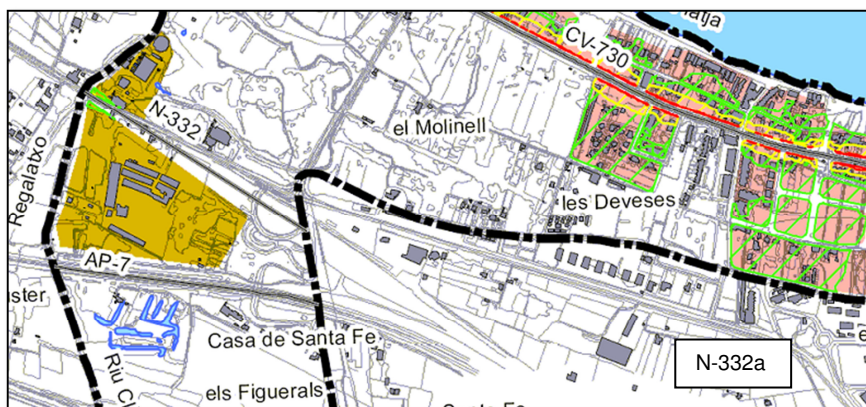 CV-730
N-332
el Molinell
Regalatxo
les Deveses
AP-7
Casa de Santa Fe
N-332a
els Figuerals